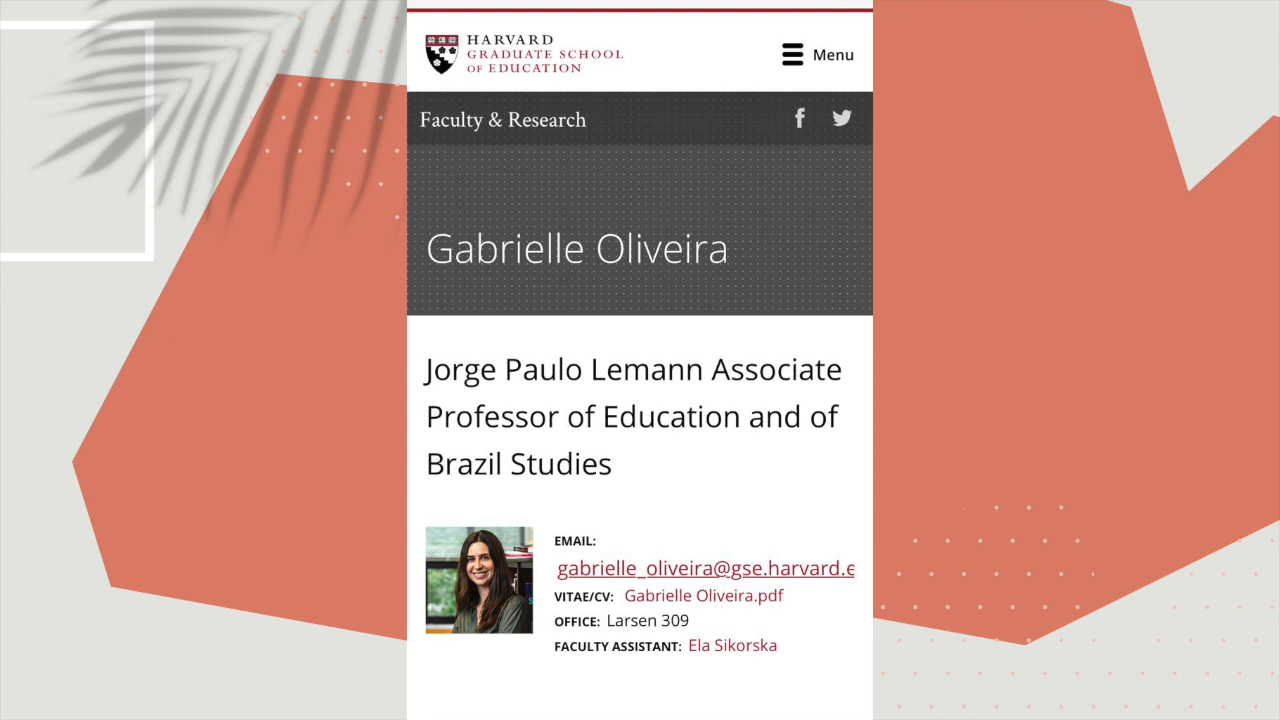 HARVARD
GRADUATE SCHOOL
OF EDUCATION
Menu
Faculty & Research
Gabrielle Oliveira
Jorge Paulo Lemann Associate
Professor of Education and of
Brazil Studies
EMAIL:
gabrielle_oliveira@gse.harvard.e
VITAE/CV: Gabrielle Oliveira.pdf
OFFICE: Larsen 309
FACULTY ASSISTANT: Ela Sikorska